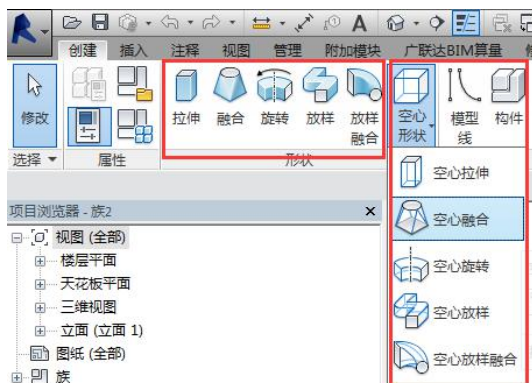 创建 插入 注释 视图 管理 附加模块 广联达BIM算量
修改 拉伸 融合 旋转 放样 放样融合 空心形状 模型线 构件
选择 属性 形状
空心拉伸
项目浏览器 - 族2
空心融合
视图 (全部)
楼层平面
空心旋转
天花板平面
三维视图
空心放样
立面 (立面 1)
图纸 (全部)
空心放样融合
族